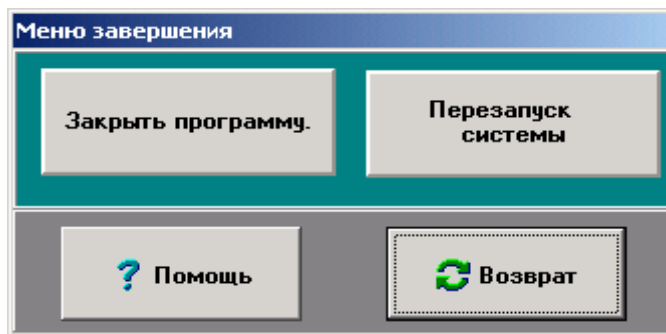 Меню завершения
Закрыть программу.
Перезапуск
системы
Помощь
Возврат